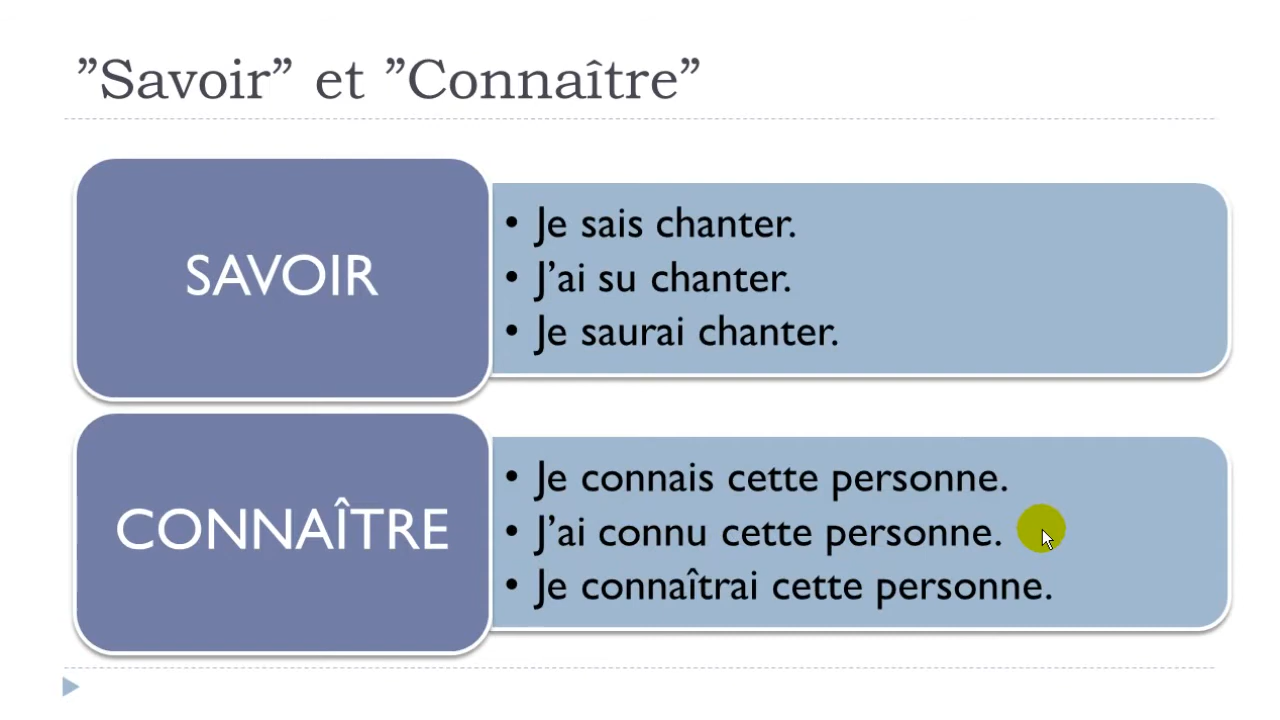 ”Savoir” et ”Connaître”
SAVOIR
• Je sais chanter.
• J’ai su chanter.
• Je saurai chanter.
CONNAÎTRE
• Je connais cette personne.
• J’ai connu cette personne.
• Je connaîtrai cette personne.